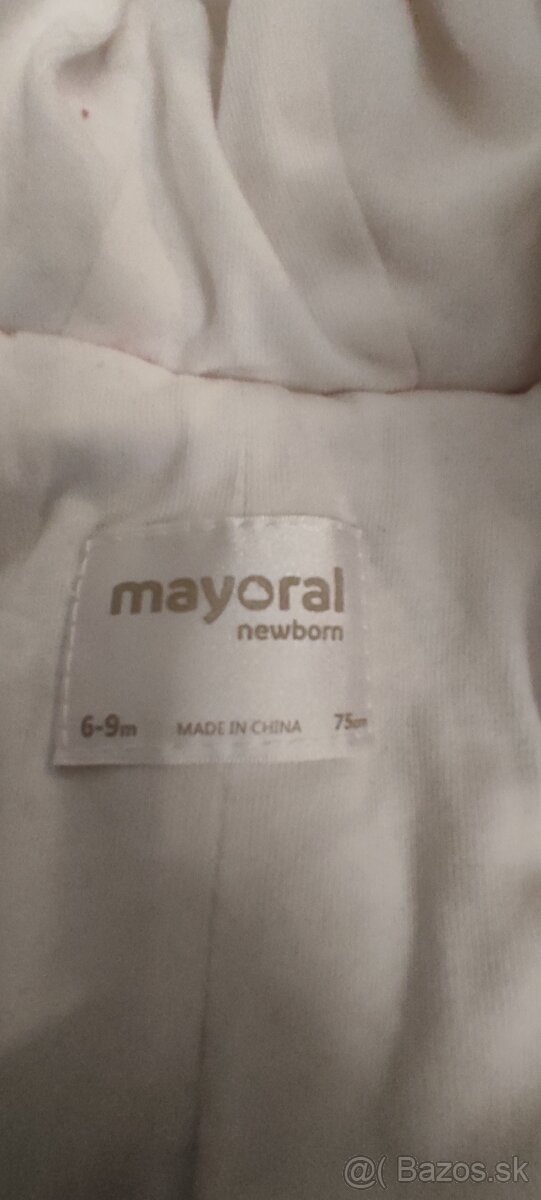 mayoral
newborn
6-9m MADE IN CHINA 75cm
@( Bazos.sk